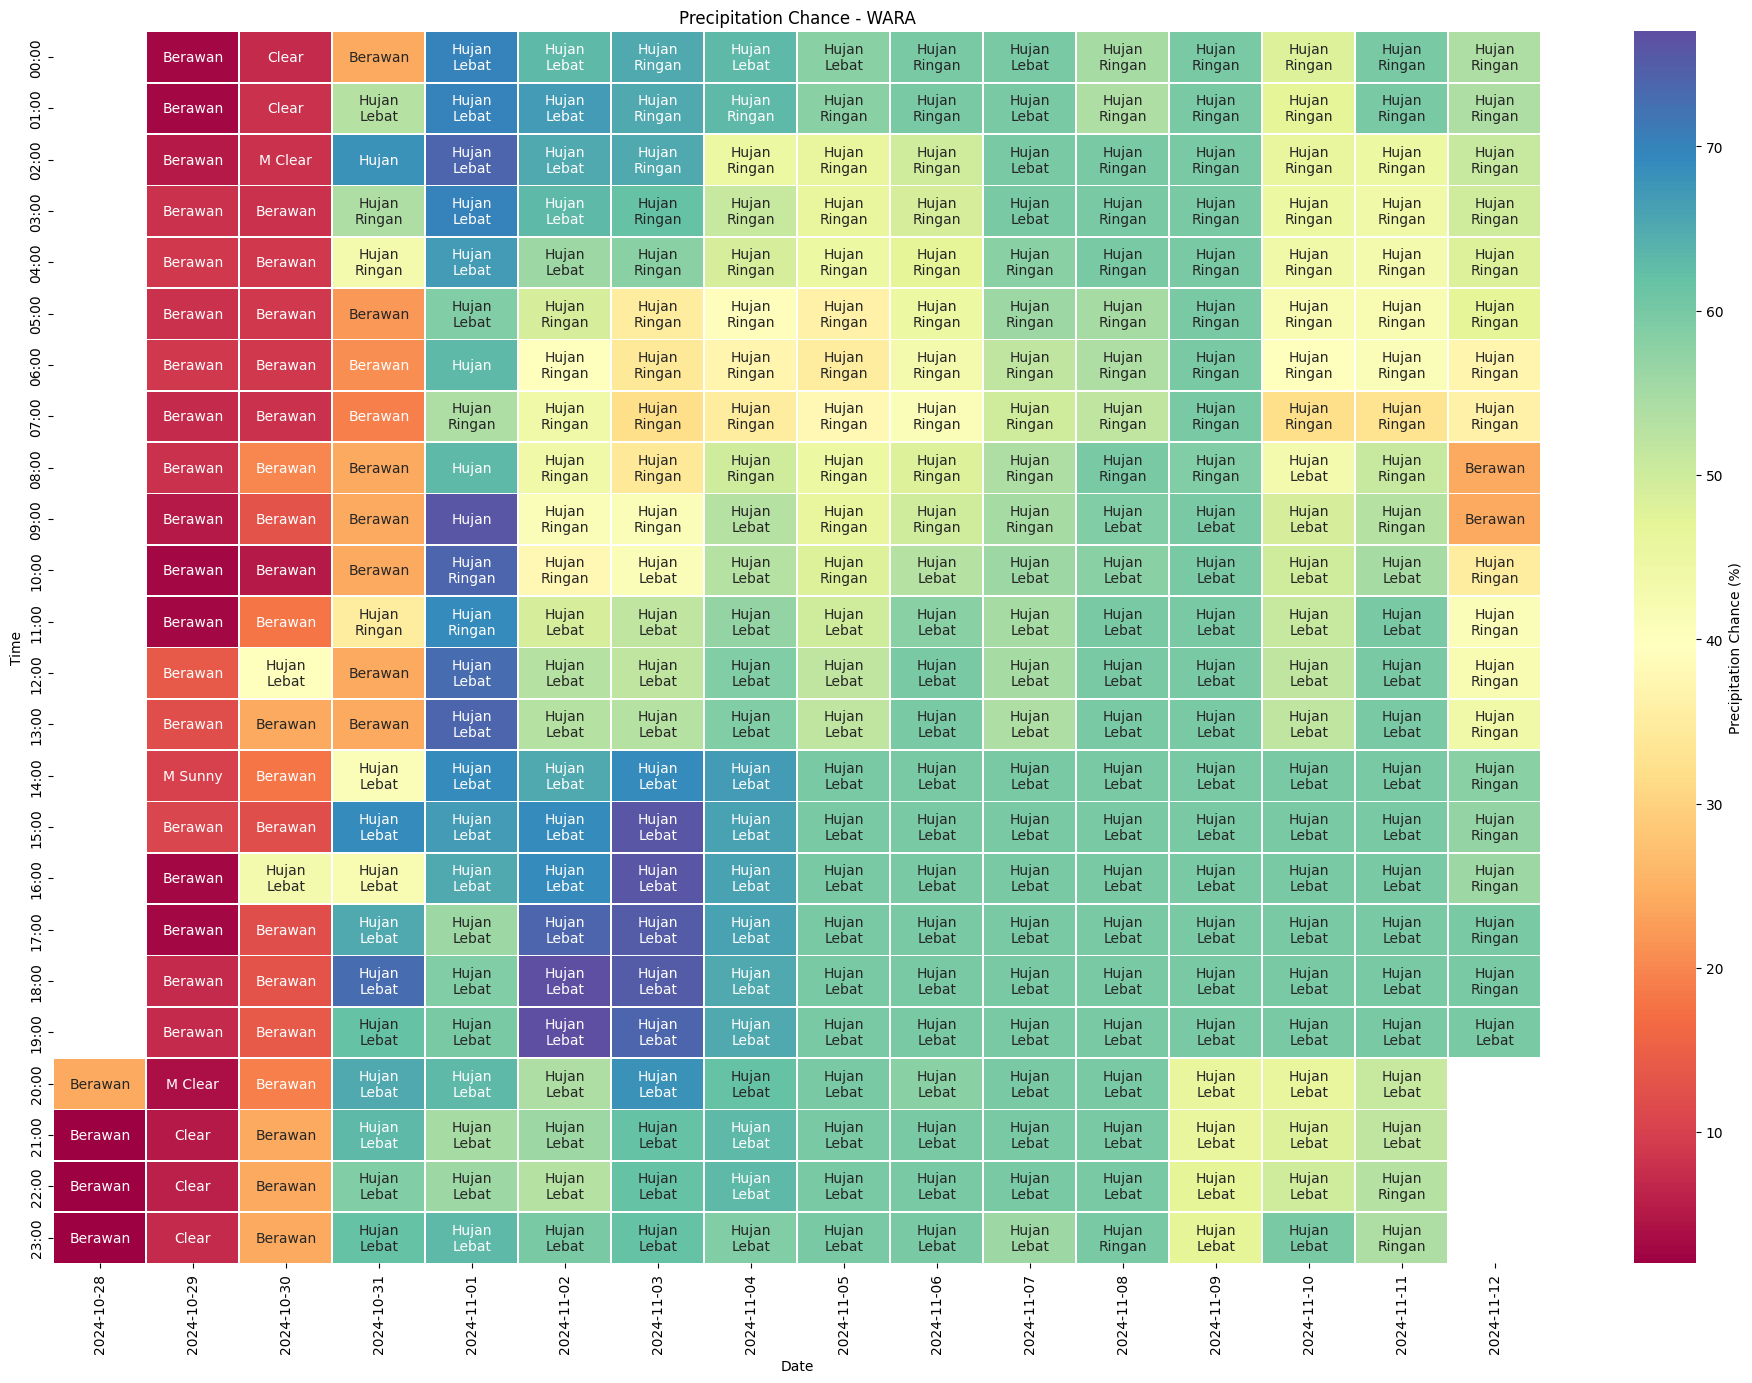 Precipitation Chance - WARA
00:00 Berawan Clear Berawan Hujan Lebat Hujan Lebat Hujan Ringan Hujan Lebat Hujan Lebat Hujan Ringan Hujan Lebat Hujan Ringan Hujan Ringan Hujan Ringan Hujan Ringan Hujan Ringan
01:00 Berawan Clear Hujan Lebat Hujan Lebat Hujan Lebat Hujan Ringan Hujan Ringan Hujan Ringan Hujan Ringan Hujan Lebat Hujan Ringan Hujan Ringan Hujan Ringan Hujan Ringan Hujan Ringan
02:00 Berawan M Clear Hujan Hujan Lebat Hujan Lebat Hujan Ringan Hujan Ringan Hujan Ringan Hujan Ringan Hujan Lebat Hujan Ringan Hujan Ringan Hujan Ringan Hujan Ringan Hujan Ringan
03:00 Berawan Berawan Hujan Ringan Hujan Lebat Hujan Lebat Hujan Ringan Hujan Ringan Hujan Ringan Hujan Ringan Hujan Lebat Hujan Ringan Hujan Ringan Hujan Ringan Hujan Ringan Hujan Ringan
04:00 Berawan Berawan Hujan Ringan Hujan Lebat Hujan Lebat Hujan Ringan Hujan Ringan Hujan Ringan Hujan Ringan Hujan Ringan Hujan Ringan Hujan Ringan Hujan Ringan Hujan Ringan Hujan Ringan
05:00 Berawan Berawan Berawan Hujan Lebat Hujan Ringan Hujan Ringan Hujan Ringan Hujan Ringan Hujan Ringan Hujan Ringan Hujan Ringan Hujan Ringan Hujan Ringan Hujan Ringan Hujan Ringan
06:00 Berawan Berawan Berawan Hujan Hujan Ringan Hujan Ringan Hujan Ringan Hujan Ringan Hujan Ringan Hujan Ringan Hujan Ringan Hujan Ringan Hujan Ringan Hujan Ringan Hujan Ringan
07:00 Berawan Berawan Berawan Hujan Ringan Hujan Ringan Hujan Ringan Hujan Ringan Hujan Ringan Hujan Ringan Hujan Ringan Hujan Ringan Hujan Ringan Hujan Ringan Hujan Ringan Hujan Ringan
08:00 Berawan Berawan Berawan Hujan Hujan Ringan Hujan Ringan Hujan Ringan Hujan Ringan Hujan Ringan Hujan Ringan Hujan Ringan Hujan Ringan Hujan Lebat Hujan Ringan Berawan
09:00 Berawan Berawan Berawan Hujan Hujan Ringan Hujan Ringan Hujan Lebat Hujan Ringan Hujan Ringan Hujan Ringan Hujan Lebat Hujan Lebat Hujan Lebat Hujan Ringan Berawan
10:00 Berawan Berawan Berawan Hujan Ringan Hujan Ringan Hujan Lebat Hujan Lebat Hujan Ringan Hujan Lebat Hujan Lebat Hujan Lebat Hujan Lebat Hujan Lebat Hujan Lebat Hujan Ringan
11:00 Berawan Berawan Hujan Ringan Hujan Ringan Hujan Lebat Hujan Lebat Hujan Lebat Hujan Lebat Hujan Lebat Hujan Lebat Hujan Lebat Hujan Lebat Hujan Lebat Hujan Lebat Hujan Ringan
12:00 Berawan Hujan Lebat Berawan Hujan Lebat Hujan Lebat Hujan Lebat Hujan Lebat Hujan Lebat Hujan Lebat Hujan Lebat Hujan Lebat Hujan Lebat Hujan Lebat Hujan Lebat Hujan Ringan
13:00 Berawan Berawan Berawan Hujan Lebat Hujan Lebat Hujan Lebat Hujan Lebat Hujan Lebat Hujan Lebat Hujan Lebat Hujan Lebat Hujan Lebat Hujan Lebat Hujan Lebat Hujan Ringan
14:00 M Sunny Berawan Hujan Lebat Hujan Lebat Hujan Lebat Hujan Lebat Hujan Lebat Hujan Lebat Hujan Lebat Hujan Lebat Hujan Lebat Hujan Lebat Hujan Lebat Hujan Lebat Hujan Ringan
15:00 Berawan Berawan Hujan Lebat Hujan Lebat Hujan Lebat Hujan Lebat Hujan Lebat Hujan Lebat Hujan Lebat Hujan Lebat Hujan Lebat Hujan Lebat Hujan Lebat Hujan Lebat Hujan Ringan
16:00 Berawan Hujan Lebat Hujan Lebat Hujan Lebat Hujan Lebat Hujan Lebat Hujan Lebat Hujan Lebat Hujan Lebat Hujan Lebat Hujan Lebat Hujan Lebat Hujan Lebat Hujan Lebat Hujan Ringan
17:00 Berawan Berawan Hujan Lebat Hujan Lebat Hujan Lebat Hujan Lebat Hujan Lebat Hujan Lebat Hujan Lebat Hujan Lebat Hujan Lebat Hujan Lebat Hujan Lebat Hujan Lebat Hujan Ringan
18:00 Berawan Berawan Hujan Lebat Hujan Lebat Hujan Lebat Hujan Lebat Hujan Lebat Hujan Lebat Hujan Lebat Hujan Lebat Hujan Lebat Hujan Lebat Hujan Lebat Hujan Lebat Hujan Ringan
19:00 Berawan Berawan Hujan Lebat Hujan Lebat Hujan Lebat Hujan Lebat Hujan Lebat Hujan Lebat Hujan Lebat Hujan Lebat Hujan Lebat Hujan Lebat Hujan Lebat Hujan Lebat Hujan Lebat
20:00 Berawan M Clear Berawan Hujan Lebat Hujan Lebat Hujan Lebat Hujan Lebat Hujan Lebat Hujan Lebat Hujan Lebat Hujan Lebat Hujan Lebat Hujan Lebat Hujan Lebat Hujan Lebat
21:00 Berawan Clear Berawan Hujan Lebat Hujan Lebat Hujan Lebat Hujan Lebat Hujan Lebat Hujan Lebat Hujan Lebat Hujan Lebat Hujan Lebat Hujan Lebat Hujan Lebat Hujan Lebat
22:00 Berawan Clear Berawan Hujan Lebat Hujan Lebat Hujan Lebat Hujan Lebat Hujan Lebat Hujan Lebat Hujan Lebat Hujan Lebat Hujan Lebat Hujan Lebat Hujan Lebat Hujan Ringan
23:00 Berawan Clear Berawan Hujan Lebat Hujan Lebat Hujan Lebat Hujan Lebat Hujan Lebat Hujan Lebat Hujan Lebat Hujan Lebat Hujan Ringan Hujan Lebat Hujan Lebat Hujan Ringan
Time
2024-10-28 2024-10-29 2024-10-30 2024-10-31 2024-11-01 2024-11-02 2024-11-03 2024-11-04 2024-11-05 2024-11-06 2024-11-07 2024-11-08 2024-11-09 2024-11-10 2024-11-11 2024-11-12
Date
70
60
50
40
30
20
10
Precipitation Chance (%)